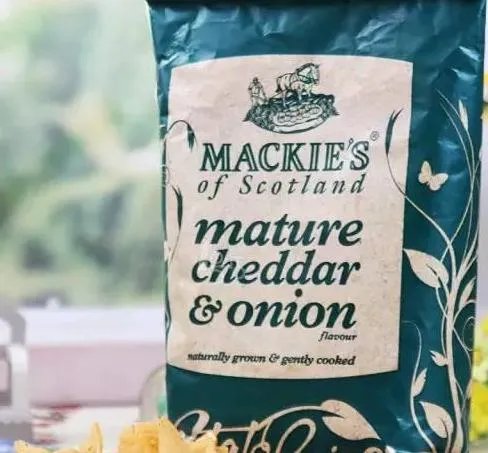 MACKIE'S®
of Scotland
mature
cheddar
& onion
flavour
naturally grown & gently cooked